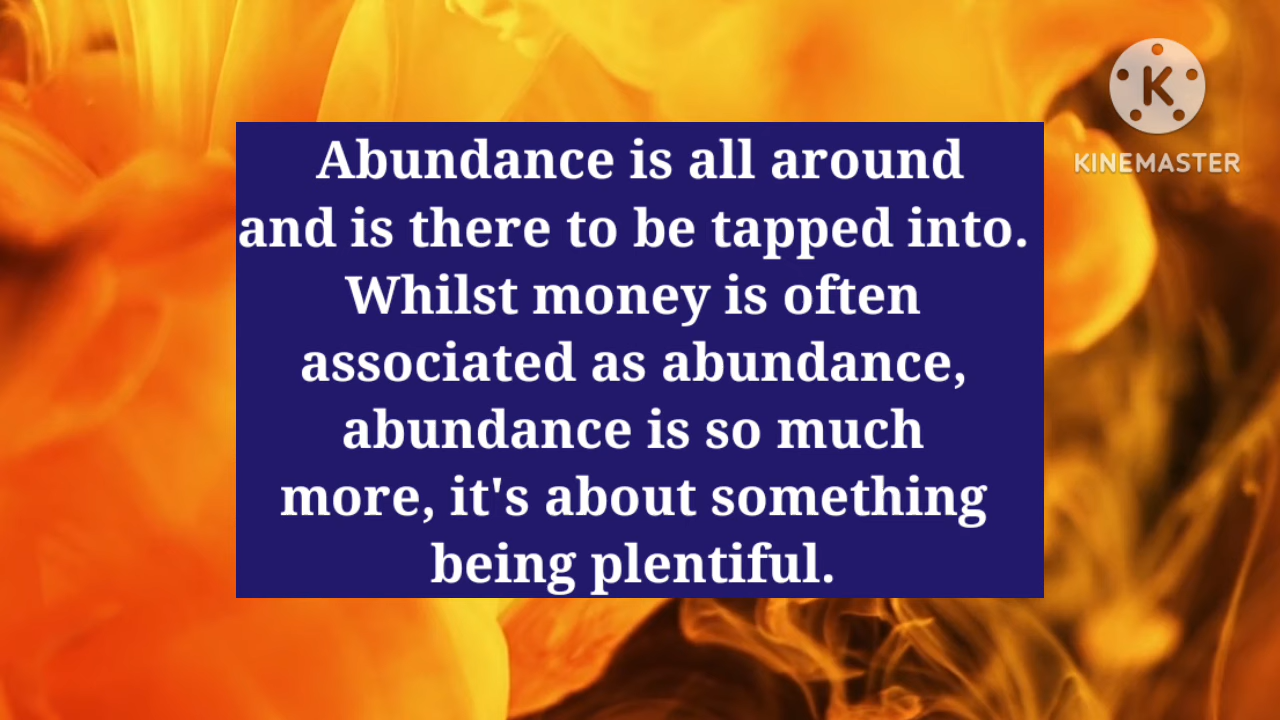 Abundance is all around
and is there to be tapped into.
Whilst money is often
associated as abundance,
abundance is so much
more, it's about something
being plentiful.
K
KINEMASTER